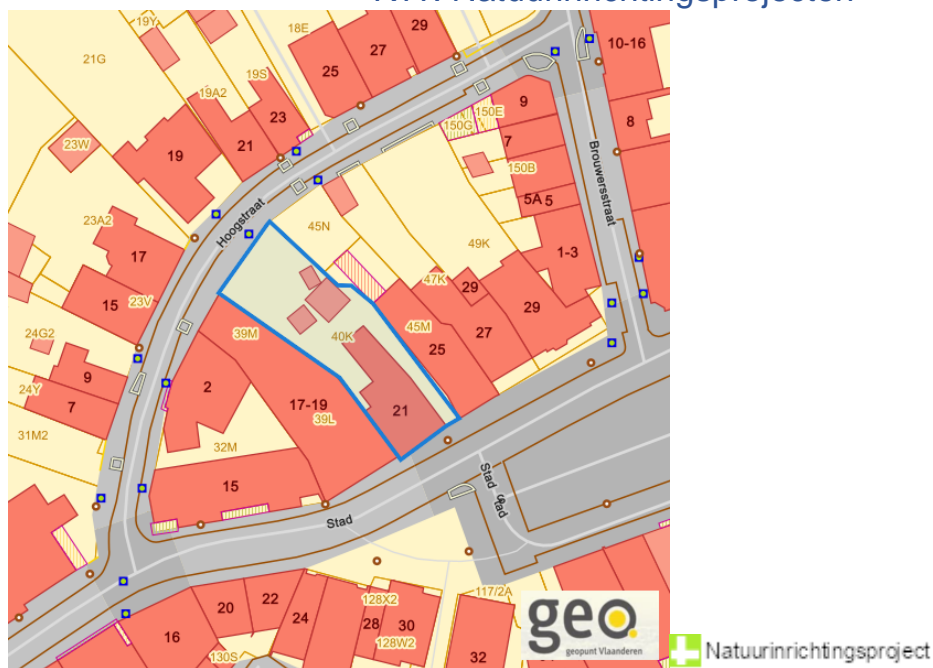 19Y
18E
29
27
25
10-16
21G
19A2
19S
23
9
150E
150G
8
23W
21
19
7
150B
Brouwersstraat
5A 5
Hoogstraat
23A2
45N
17
49K
1-3
15
23V
47K
29
29
24G2
39M
40K
45M
27
25
9
2
24Y
7
17-19
39L
21
31M2
32M
15
Stad
Stad
Stad
117/2A
20
22
128X2
24
28
30
128W2
16
130S
32
geo
geopunt Vlaanderen
Natuurinrichtingsproject